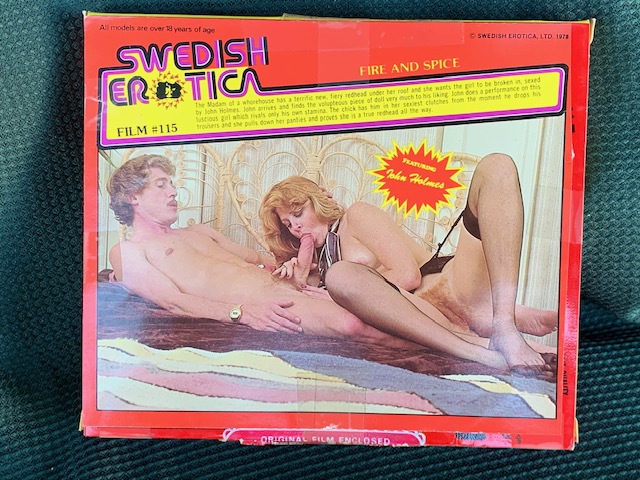 All models are over 18 years of age
© SWEDISH EROTICA, LTD. 1978
SWEDISH
EROTICA
FIRE AND SPICE
FILM #115
The Madam of a whorehouse has a terrific new, fiery redhead under her roof and she wants the girl to be broken in, sexed
by John Holmes. John arrives and finds the voluptuous piece of doll very much to his liking. John does a performance on this
luscious girl which rivals only his own stamina. The chick has him in her sexiest clutches from the moment he drops his
trousers and she pulls down her panties and proves she is a true redhead all the way.
FEATURING
John Holmes
ORIGINAL FILM ENCLOSED